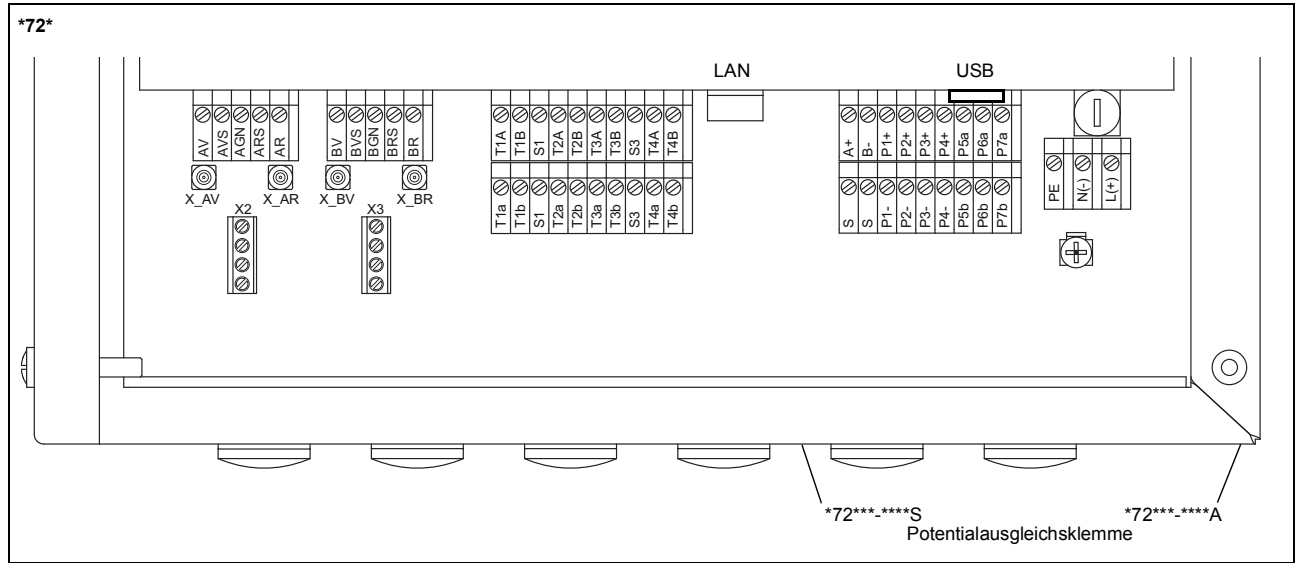 *72*
LAN USB
AV AVS AGN ARS AR BV BVS BGN BRS BR T1A T1B S1 T2A T2B T3A T3B S3 T4A T4B A+ B- P1+ P2+ P3+ P4+ P5a P6a P7a
X_AV X_AR X_BV X_BR
T1a T1b S1 T2a T2b T3a T3b S3 T4a T4b S S P1- P2- P3- P4- P5b P6b P7b PE N(-) L(+)
X2 X3
*72***-****S *72***-****A
Potentialausgleichsklemme